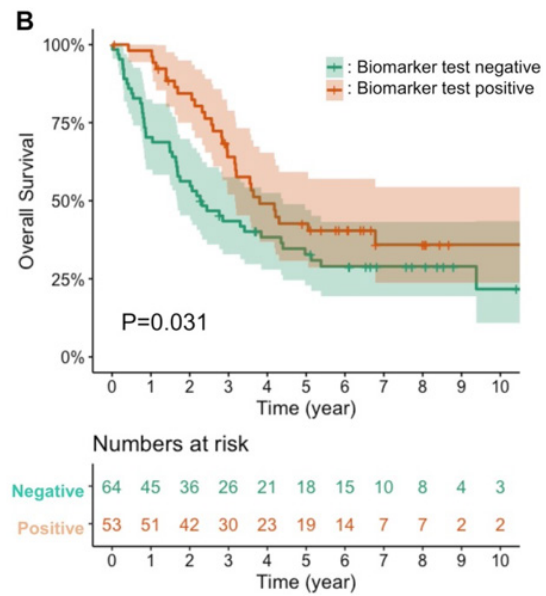 B
100%
75%
50%
25%
0%
Overall Survival
: Biomarker test negative
: Biomarker test positive
P=0.031
0 1 2 3 4 5 6 7 8 9 10
Time (year)
Numbers at risk
Negative 64 45 36 26 21 18 15 10 8 4 3
Positive 53 51 42 30 23 19 14 7 7 2 2
0 1 2 3 4 5 6 7 8 9 10
Time (year)